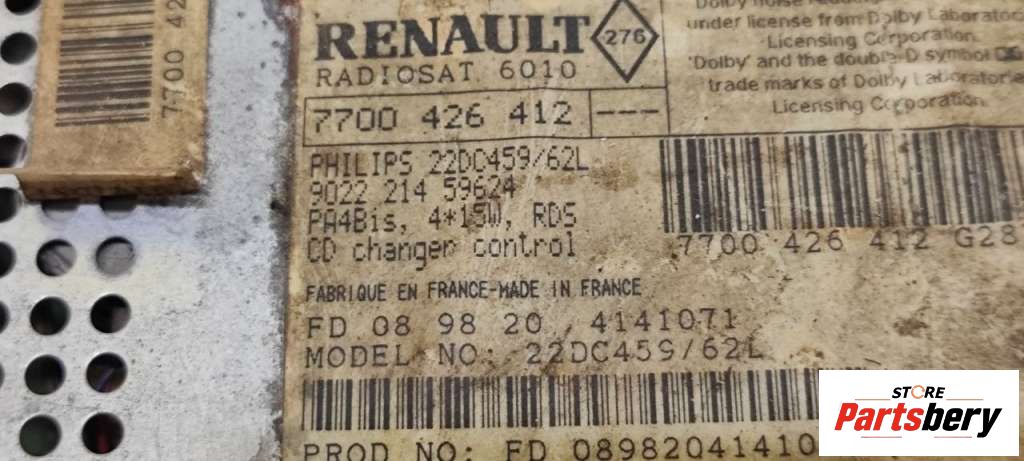 7700 42
RENAULT 276
RADIOSAT 6010
7700 426 412 ---
under license from Dolby Laborator
Licensing Corporation.
'Dolby' and the double-D symbol
trade marks of Dolby Laboratorie
Licensing Corporation.
PHILIPS 22DC459/62L
9022 214 59624
PA4Bis, 4*15W, RDS
CD changer control
7700 426 412 G28
FABRIQUE EN FRANCE-MADE IN FRANCE
FD 08 98 20 / 4141071
MODEL NO: 22DC459/62L
PROD NO: FD 08982041410
STORE
Partsbery